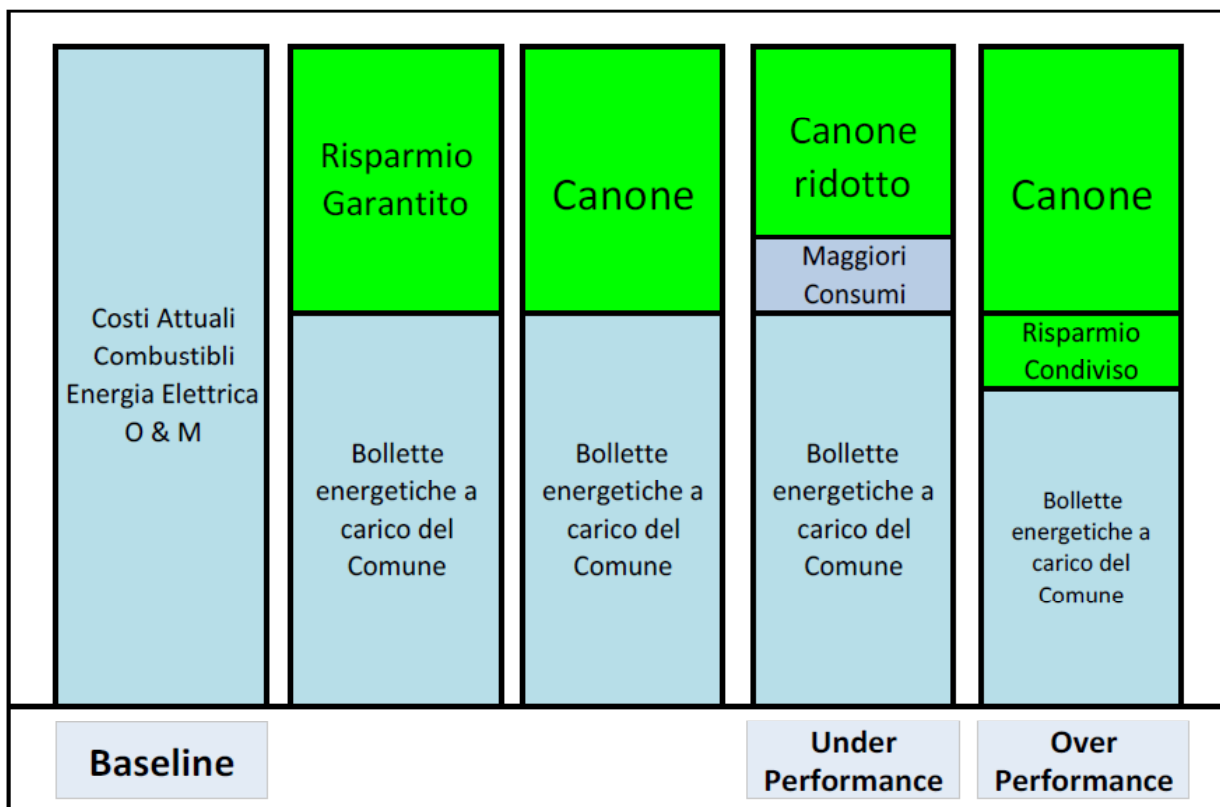 Costi Attuali
Combustibli
Energia Elettrica
O & M
Risparmio
Garantito
Bollette
energetiche a
carico del
Comune
Canone
Bollette
energetiche a
carico del
Comune
Canone
ridotto
Maggiori
Consumi
Bollette
energetiche a
carico del
Comune
Canone
Risparmio
Condiviso
Bollette
energetiche a
carico del
Comune
Baseline
Under
Performance
Over
Performance